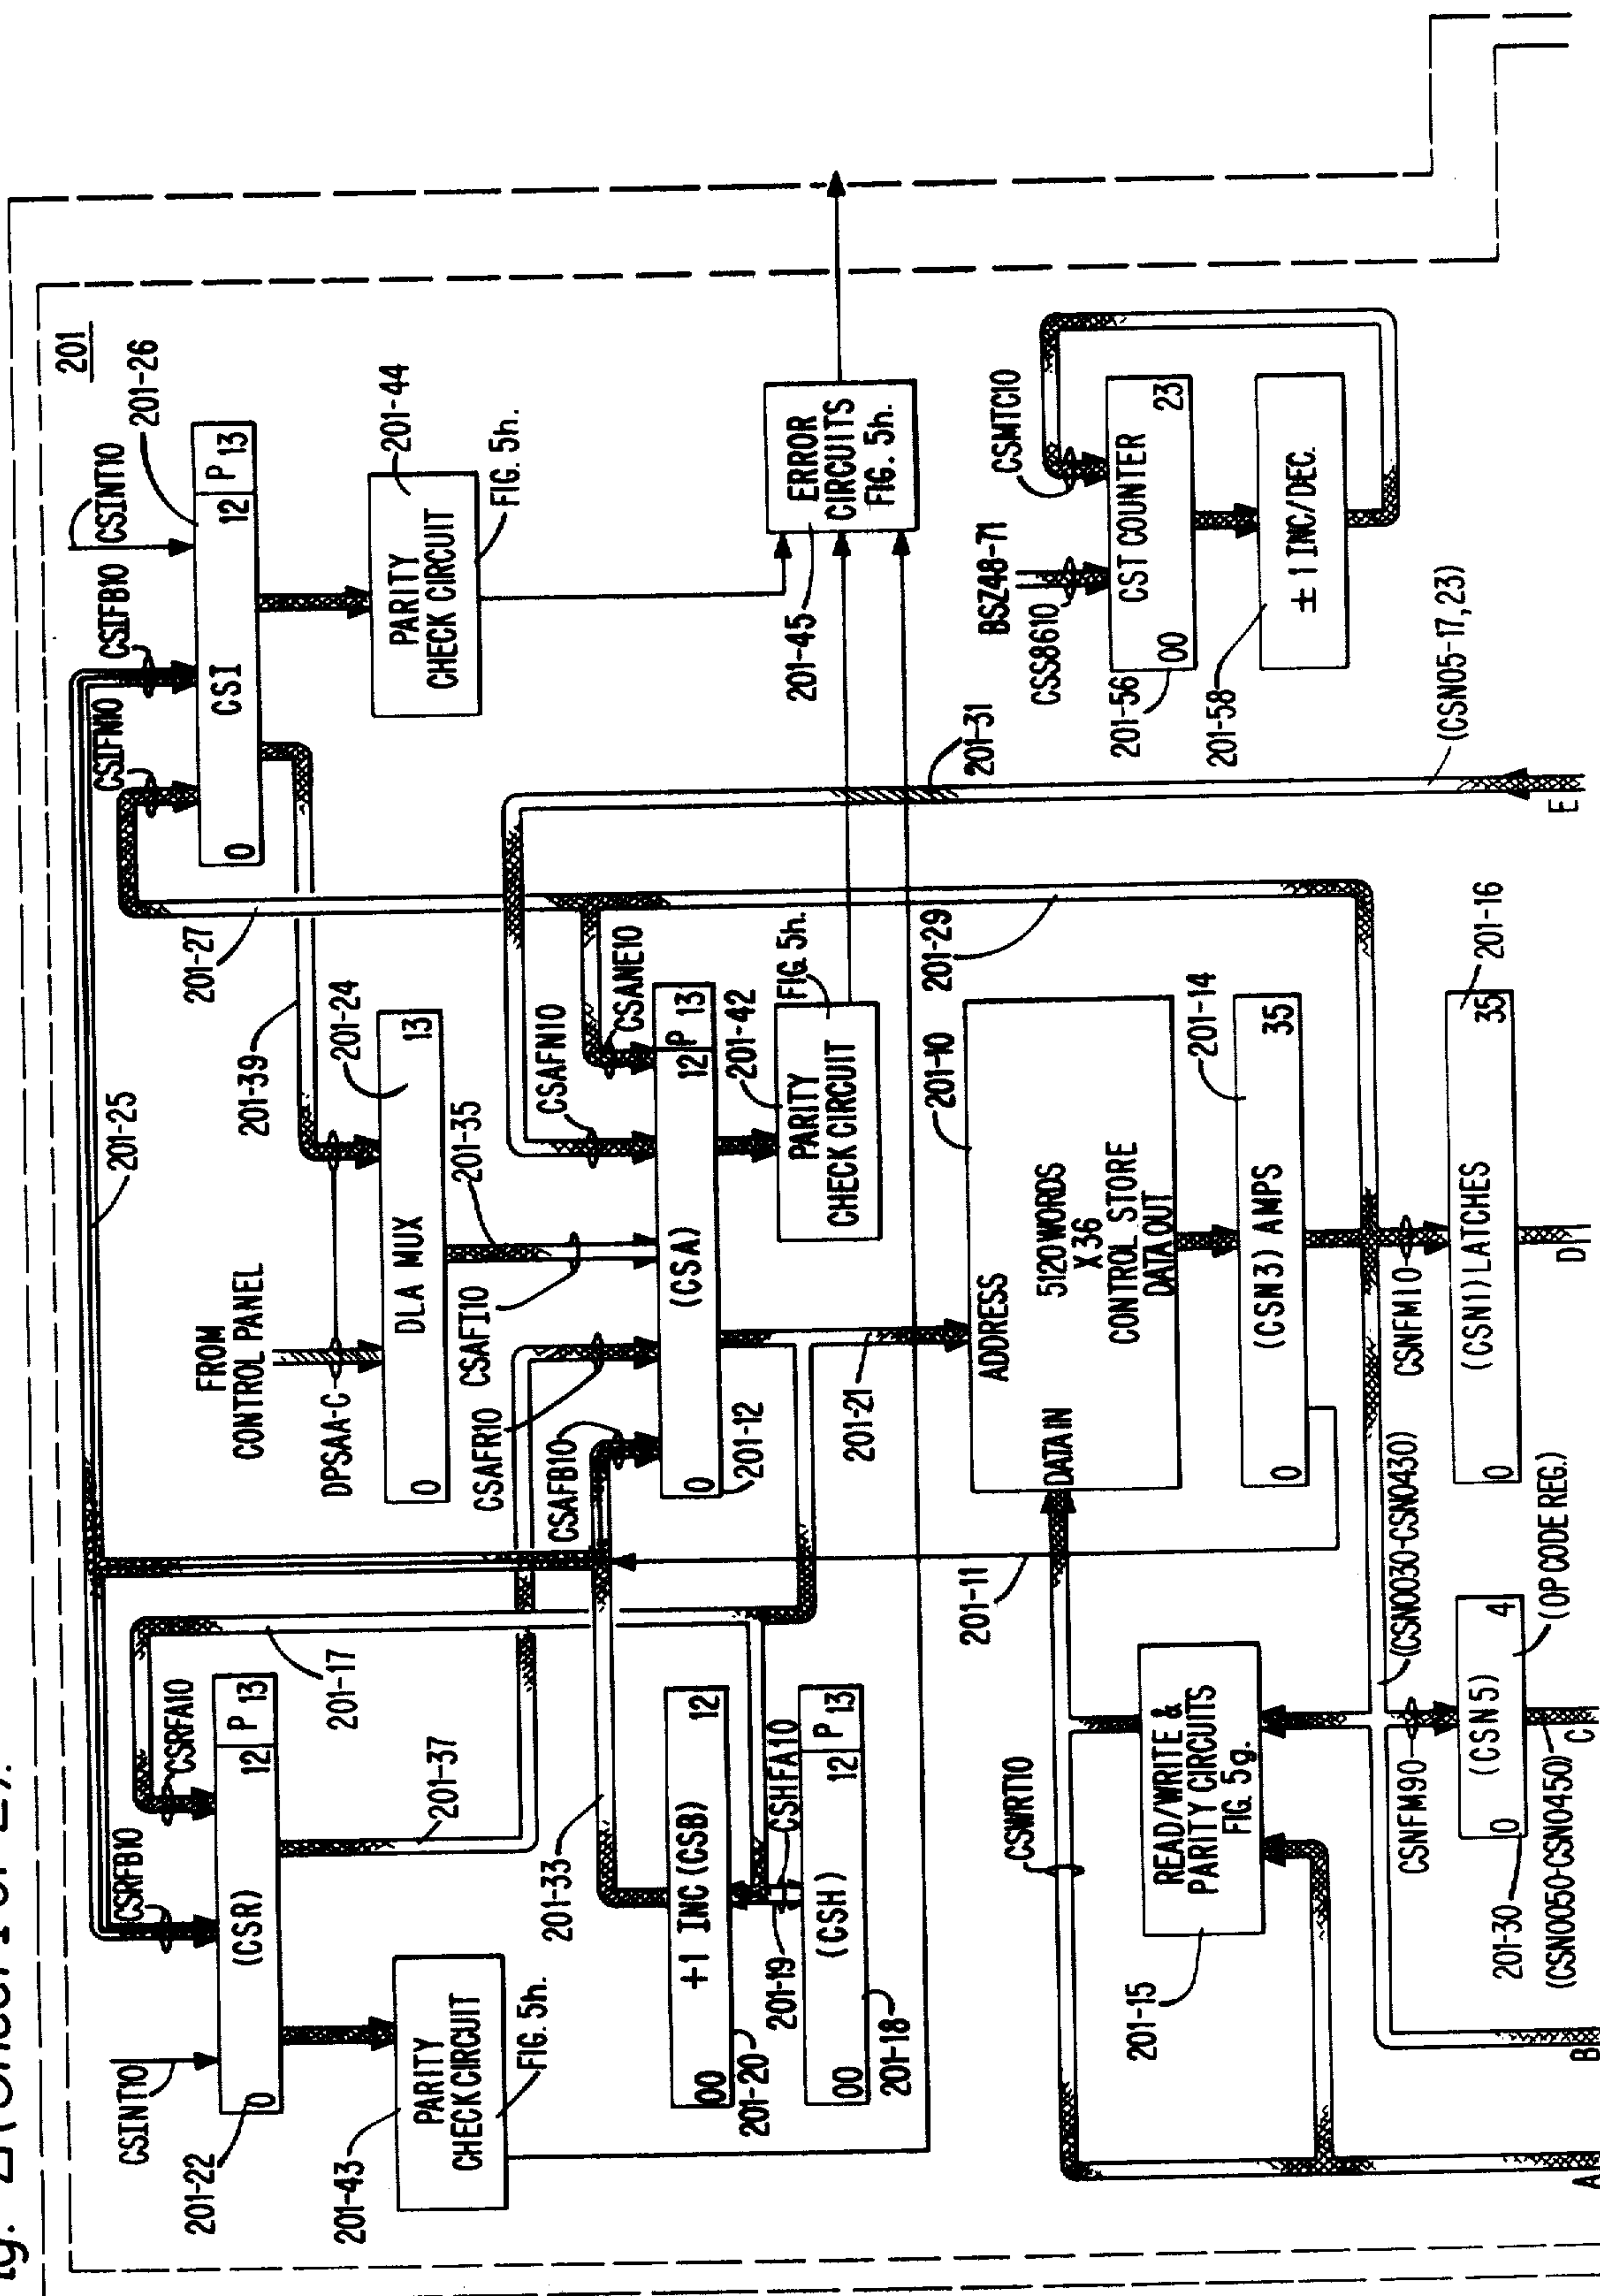 Fig. 2 (Sheet 1 of 2).
201
CSINT10
201-22
CSRFB10
CSRFA10
(CSR)
0
12
P
13
201-43
PARITY
CHECK CIRCUIT
FIG. 5h.
201-37
201-17
201-25
FROM
CONTROL PANEL
DPSAA-C
201-39
201-24
DLA MUX
0
13
201-27
CSIFN10
CSIFB10
CSINT10
201-26
CSI
0
12
P
13
PARITY
CHECK CIRCUIT
201-44
FIG. 5h.
201-33
+1 INC (CSB)
00
12
201-20
201-19
CSHFA10
(CSH)
00
12
P
13
201-18
CSAFR10
CSAFB10
CSAFI10
201-35
CSAFN10
CSANE10
(CSA)
0
12
P
13
201-12
201-42
PARITY
CHECK CIRCUIT
FIG. 5h.
201-45
ERROR
CIRCUITS
FIG. 5h.
201-21
201-11
201-29
201-31
CSWRT10
201-15
READ/WRITE &
PARITY CIRCUITS
FIG. 5g.
DATA IN
ADDRESS
201-10
5120 WORDS
X 36
CONTROL STORE
DATA OUT
201-14
(CSN3) AMPS
0
35
BSZ48-71
CSS8610
CSMTC10
201-56
CST COUNTER
00
23
201-58
± 1 INC/DEC.
CSNFM90
(CSN0030-CSN0430)
CSNFM10
201-30
(CSN5)
0
4
(OP CODE REG.)
(CSN0050-CSN0450)
(CSN1) LATCHES
0
35
201-16
(CSN05-17, 23)
A
B
C
D
E